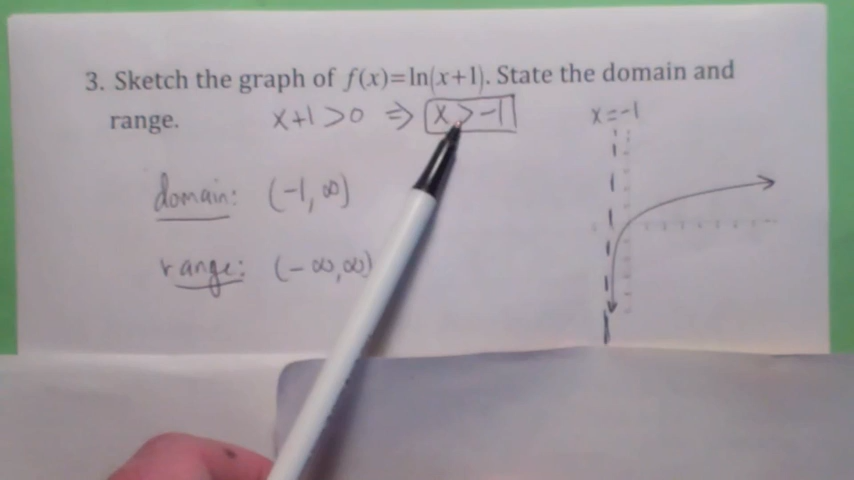 3. Sketch the graph of f(x)=ln(x+1). State the domain and
range.
x+1>0 ⇒ x>-1
x=-1
domain: (-1,∞)
range: (-∞,∞)